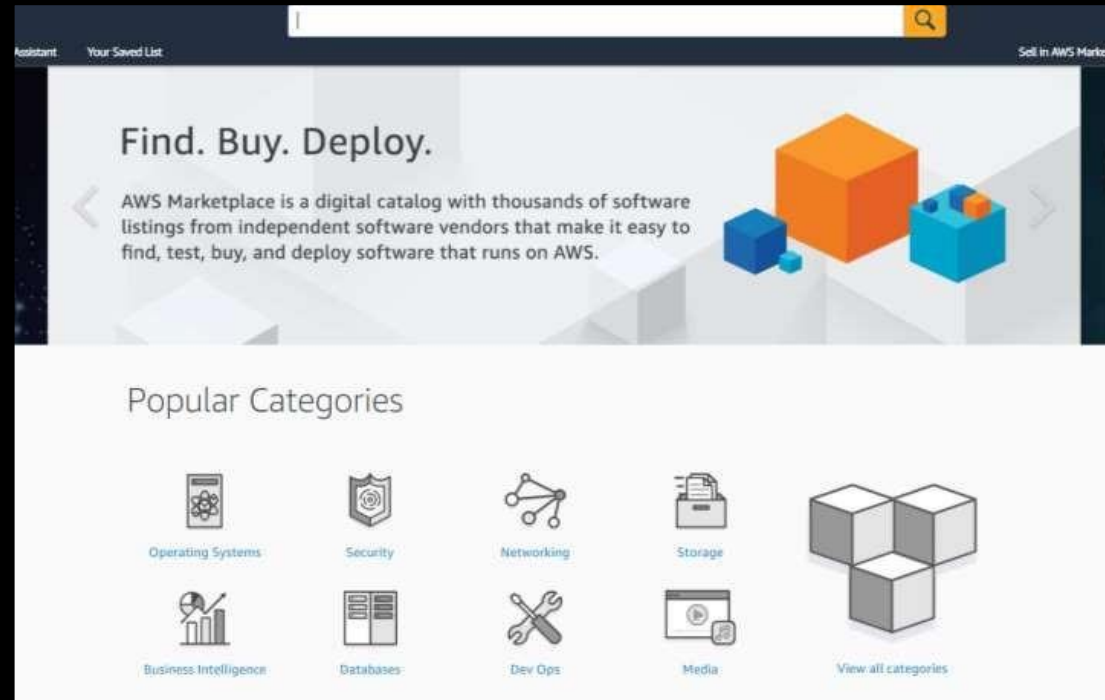 Assistant Your Saved List
Sell in AWS Marke
Find. Buy. Deploy.
AWS Marketplace is a digital catalog with thousands of software
listings from independent software vendors that make it easy to
find, test, buy, and deploy software that runs on AWS.
Popular Categories
Operating Systems Security Networking Storage
Business Intelligence Databases Dev Ops Media View all categories